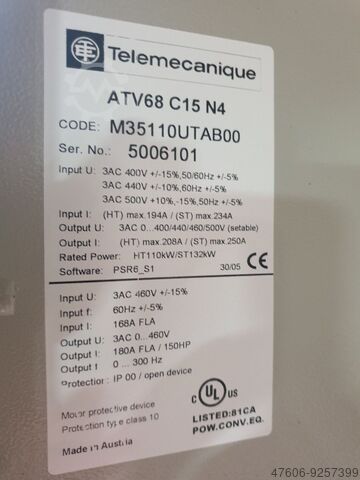 Telemecanique
ATV68 C15 N4
CODE: M35110UTAB00
Ser. No.: 5006101
Input U: 3AC 400V +/-15%,50/60Hz +/-5%
3AC 440V +/-10%, 60Hz +/-5%
3AC 500V +10%,-15%, 50Hz +/-5%
Input I: (HT) max.194A / (ST) max.234A
Output U: 3AC 0...400/440/460/500V (setable)
Output I: (HT) max.208A / (ST) max.250A
Rated Power: HT110kW/ST132kW
Software: PSR6_S1 30/05 CE
Input U: 3AC 460V +/-15%
Input f: 60Hz +/-5%
Input I: 168A FLA
Output U: 3AC 0...460V
Output I: 180A FLA / 150HP
Output f 0 ... 300 Hz
Protection: IP 00 / open device
Motor protective device
Protection type class 10
Made in Austria
C UL US
LISTED:81CA
POW.CONV.EQ.
47606-9257399